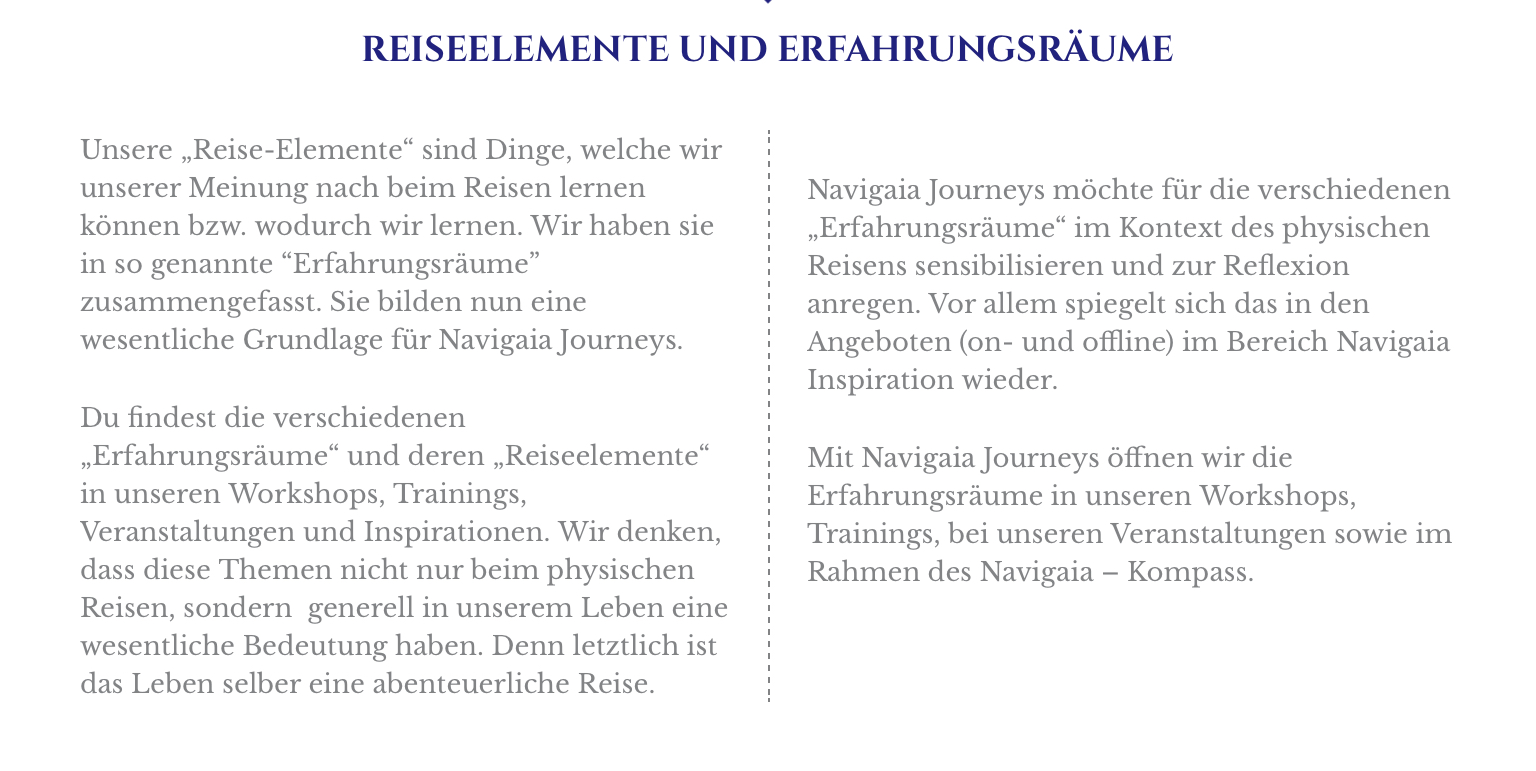 REISEELEMENTE UND ERFAHRUNGSRÄUME
Unsere „Reise-Elemente“ sind Dinge, welche wir
unserer Meinung nach beim Reisen lernen
können bzw. wodurch wir lernen. Wir haben sie
in so genannte “Erfahrungsräume”
zusammengefasst. Sie bilden nun eine
wesentliche Grundlage für Navigaia Journeys.
Du findest die verschiedenen
„Erfahrungsräume“ und deren „Reiseelemente“
in unseren Workshops, Trainings,
Veranstaltungen und Inspirationen. Wir denken,
dass diese Themen nicht nur beim physischen
Reisen, sondern  generell in unserem Leben eine
wesentliche Bedeutung haben. Denn letztlich ist
das Leben selber eine abenteuerliche Reise.
Navigaia Journeys möchte für die verschiedenen
„Erfahrungsräume“ im Kontext des physischen
Reisens sensibilisieren und zur Reflexion
anregen. Vor allem spiegelt sich das in den
Angeboten (on- und offline) im Bereich Navigaia
Inspiration wieder.
Mit Navigaia Journeys öffnen wir die
Erfahrungsräume in unseren Workshops,
Trainings, bei unseren Veranstaltungen sowie im
Rahmen des Navigaia – Kompass.